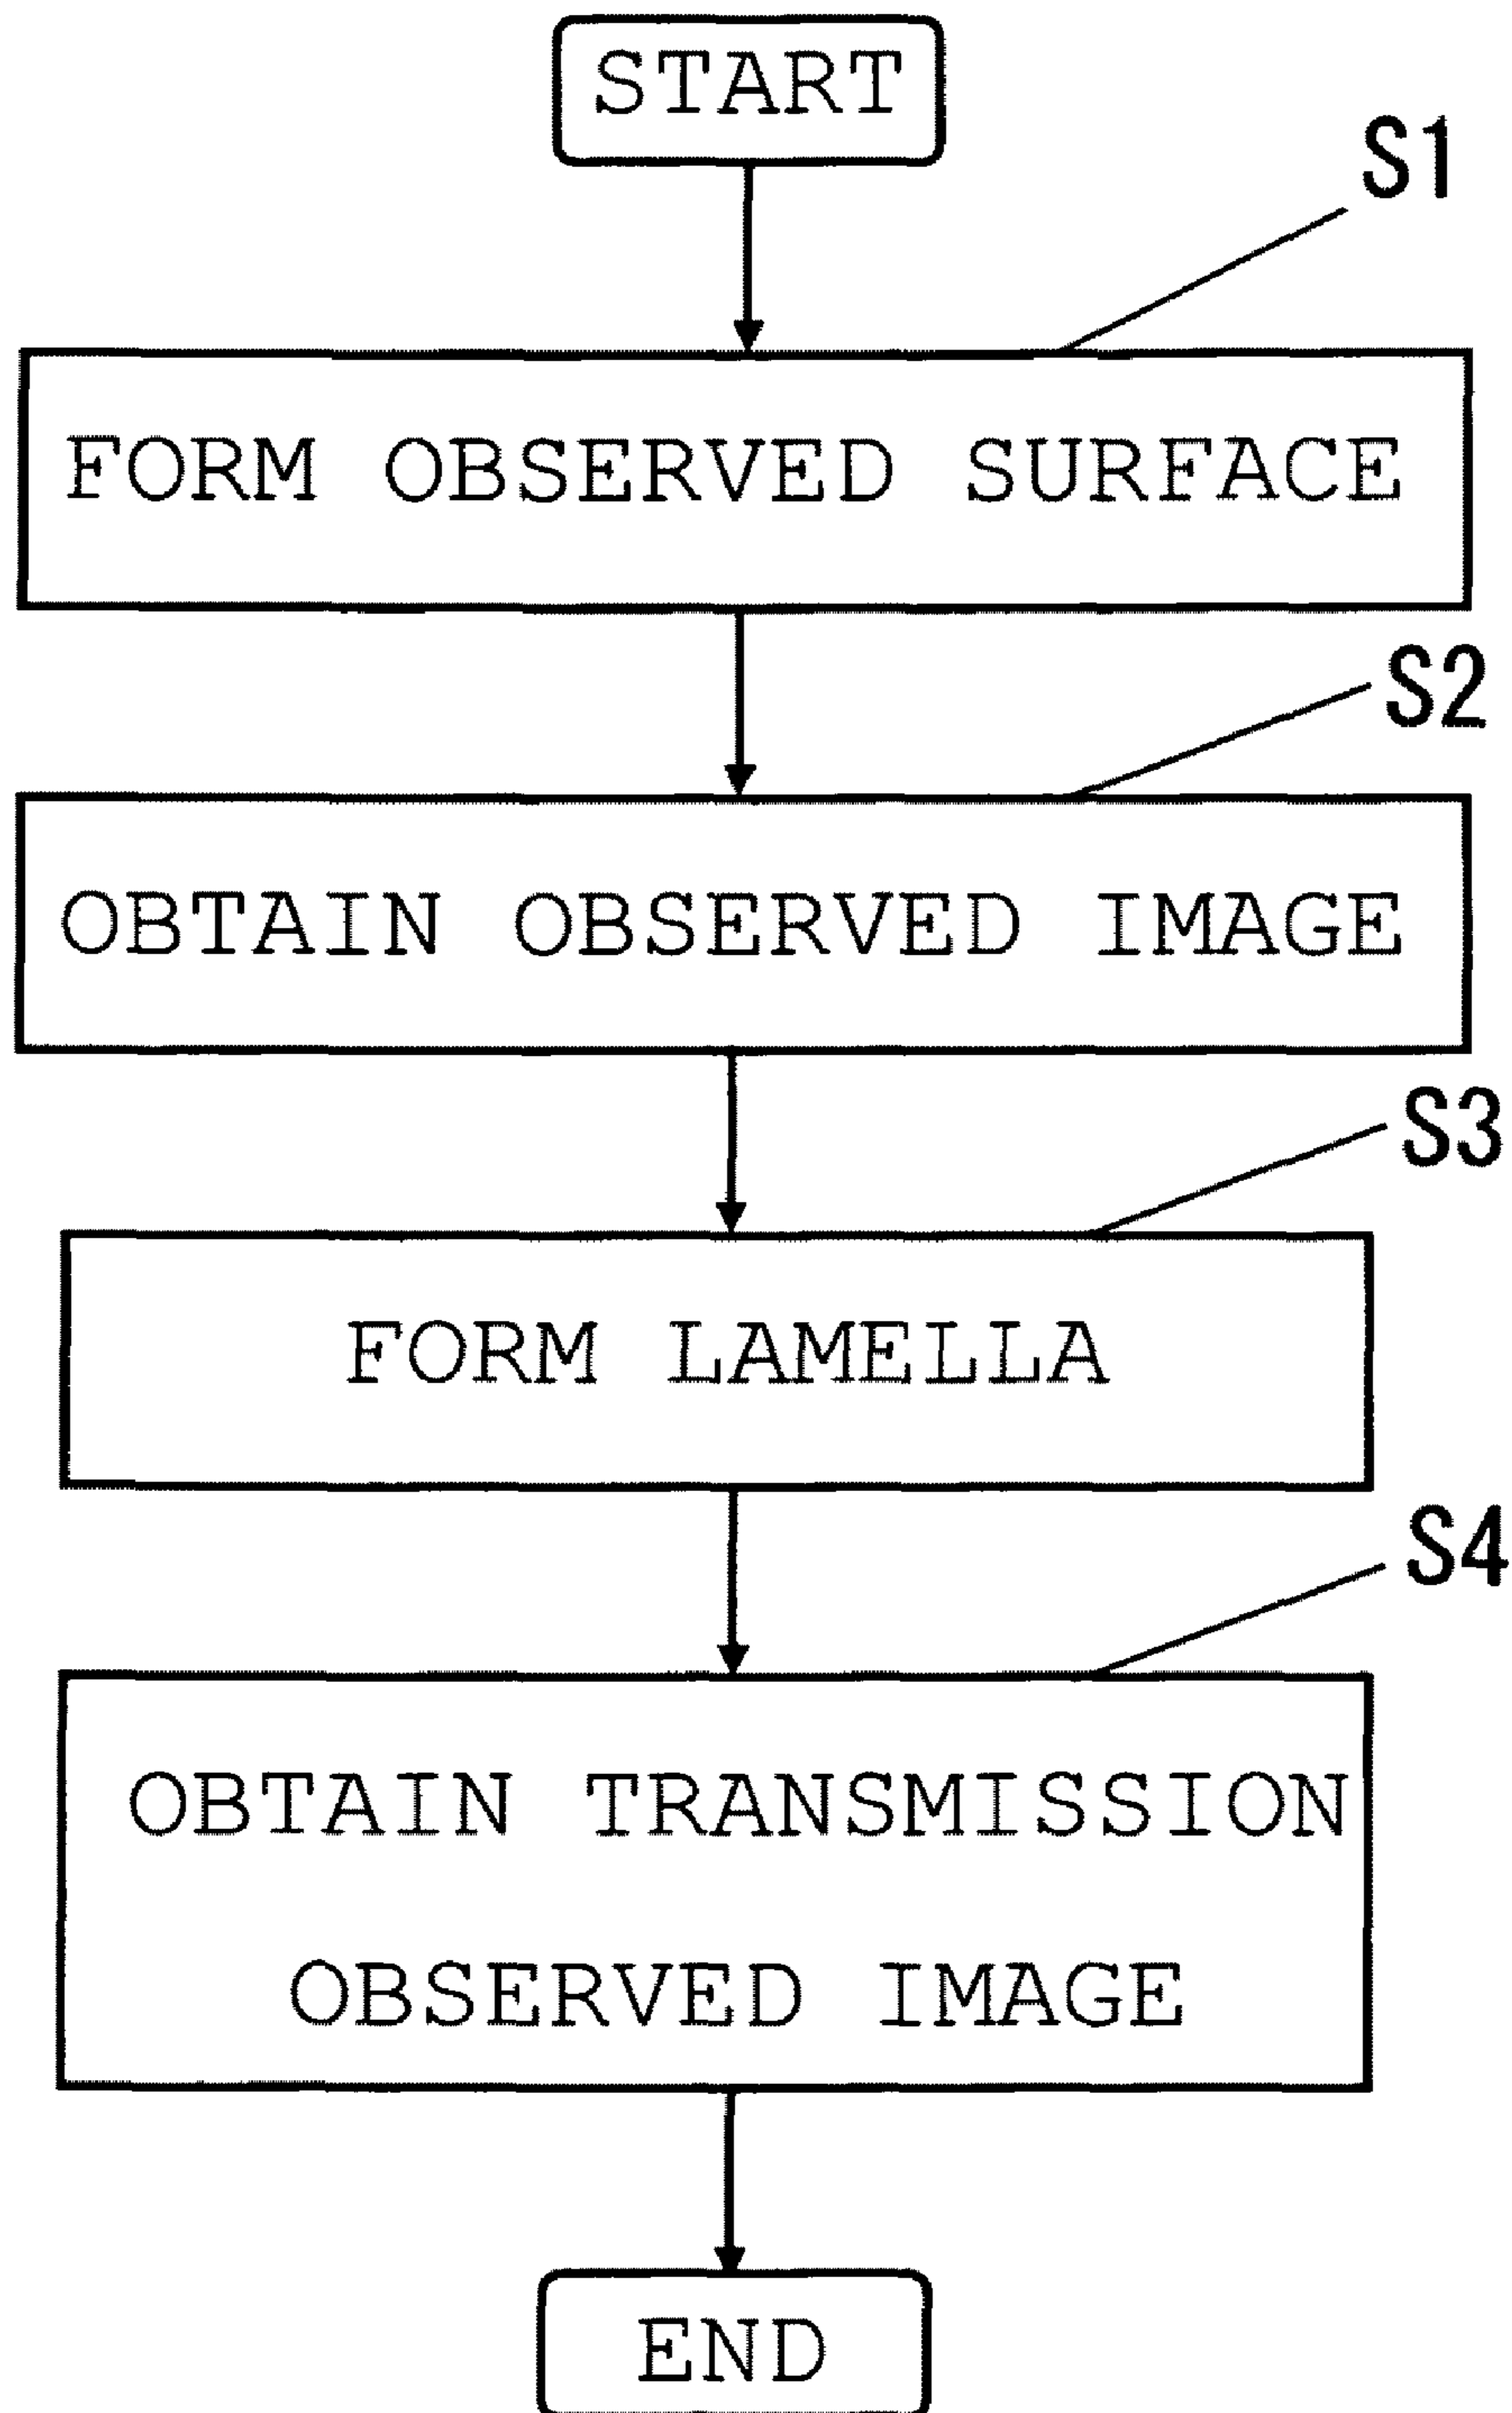 START
S1
FORM OBSERVED SURFACE
S2
OBTAIN OBSERVED IMAGE
S3
FORM LAMELLA
S4
OBTAIN TRANSMISSION
OBSERVED IMAGE
END